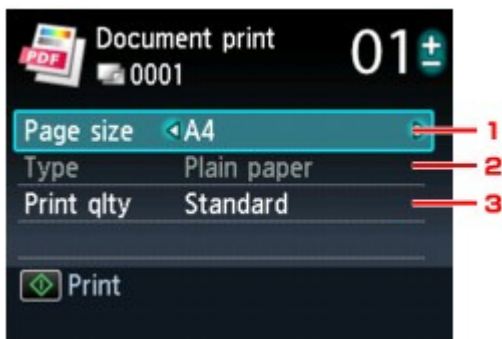 PDF
Document print
0001
01±
Page size A4 1
Type Plain paper 2
Print qlty Standard 3
Print